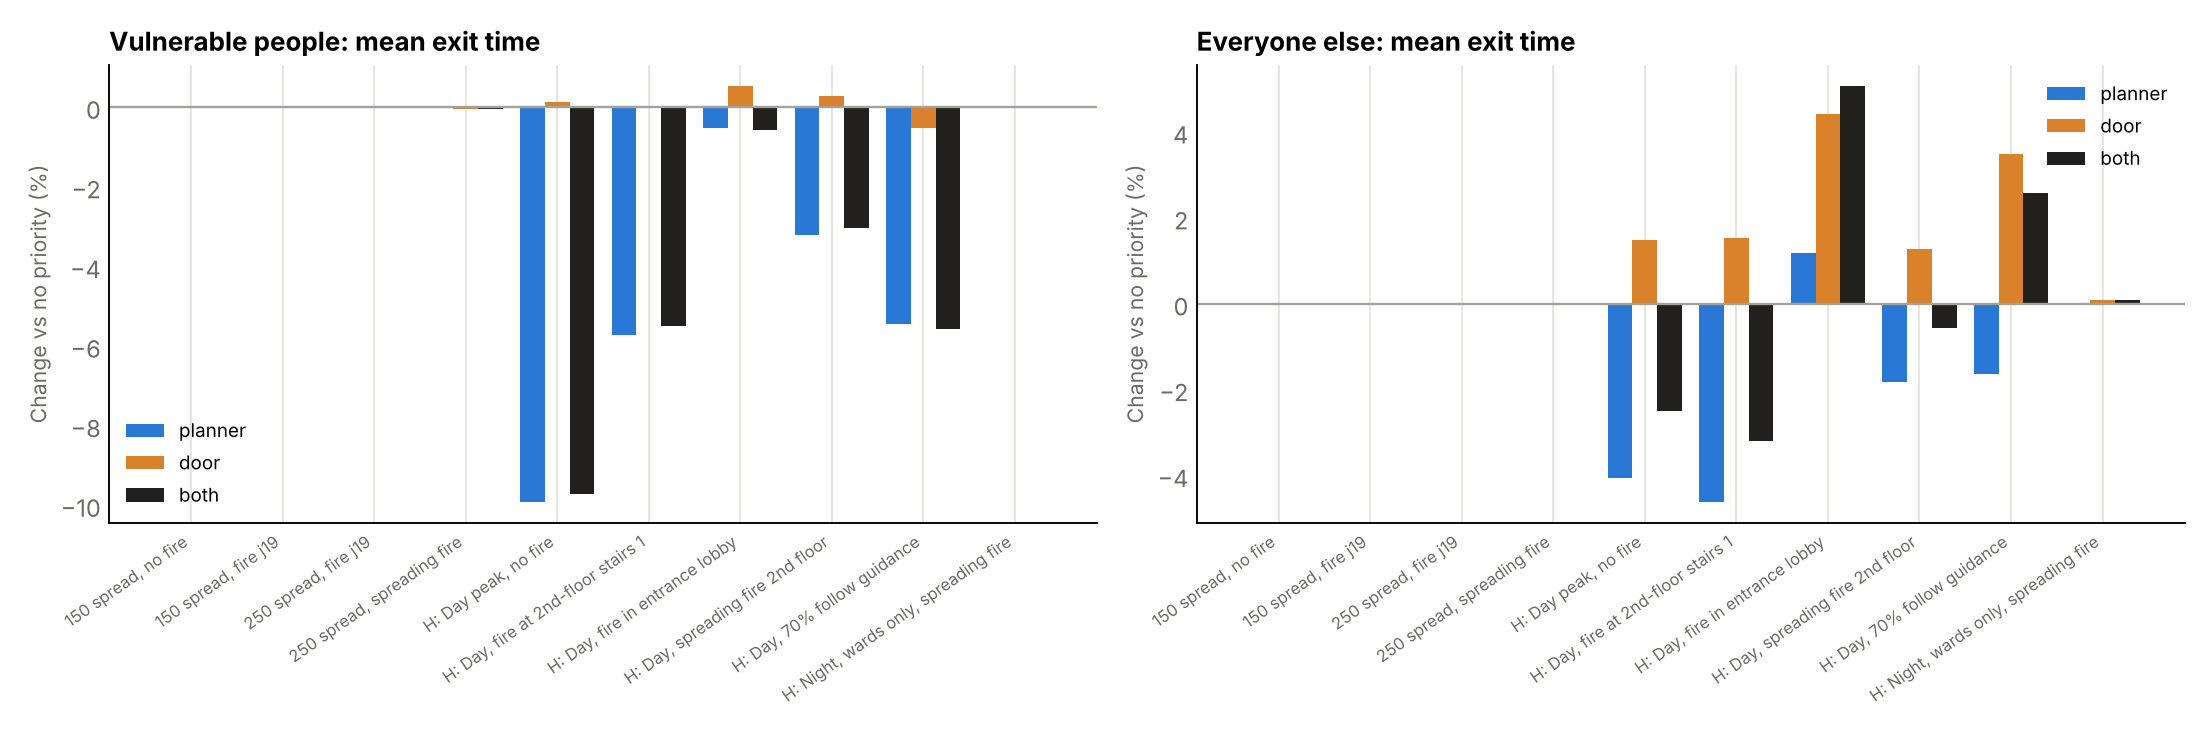 Vulnerable people: mean exit time
Change vs no priority (%)
0
−2
−4
−6
−8
−10
planner
door
both
150 spread, no fire
150 spread, fire j19
250 spread, fire j19
250 spread, spreading fire
H: Day peak, no fire
H: Day, fire at 2nd-floor stairs 1
H: Day, fire in entrance lobby
H: Day, spreading fire 2nd floor
H: Day, 70% follow guidance
H: Night, wards only, spreading fire
Everyone else: mean exit time
Change vs no priority (%)
4
2
0
−2
−4
planner
door
both
150 spread, no fire
150 spread, fire j19
250 spread, fire j19
250 spread, spreading fire
H: Day peak, no fire
H: Day, fire at 2nd-floor stairs 1
H: Day, fire in entrance lobby
H: Day, spreading fire 2nd floor
H: Day, 70% follow guidance
H: Night, wards only, spreading fire